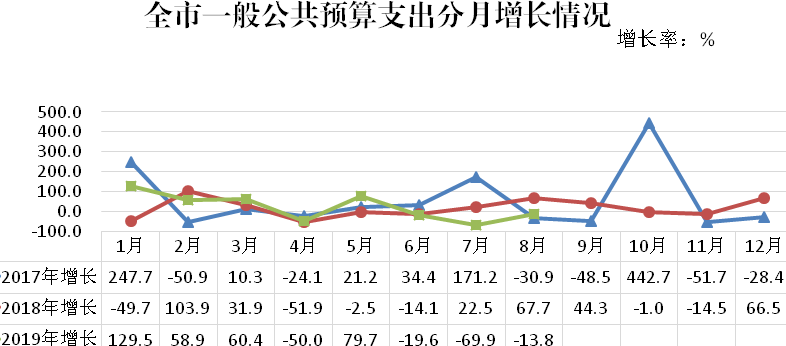 全市一般公共预算支出分月增长情况
增长率：%
500.0
400.0
300.0
200.0
100.0
0.0
-100.0
1月 2月 3月 4月 5月 6月 7月 8月 9月 10月 11月 12月
2017年增长 247.7 -50.9 10.3 -24.1 21.2 34.4 171.2 -30.9 -48.5 442.7 -51.7 -28.4
2018年增长 -49.7 103.9 31.9 -51.9 -2.5 -14.1 22.5 67.7 44.3 -1.0 -14.5 66.5
2019年增长 129.5 58.9 60.4 -50.0 79.7 -19.6 -69.9 -13.8